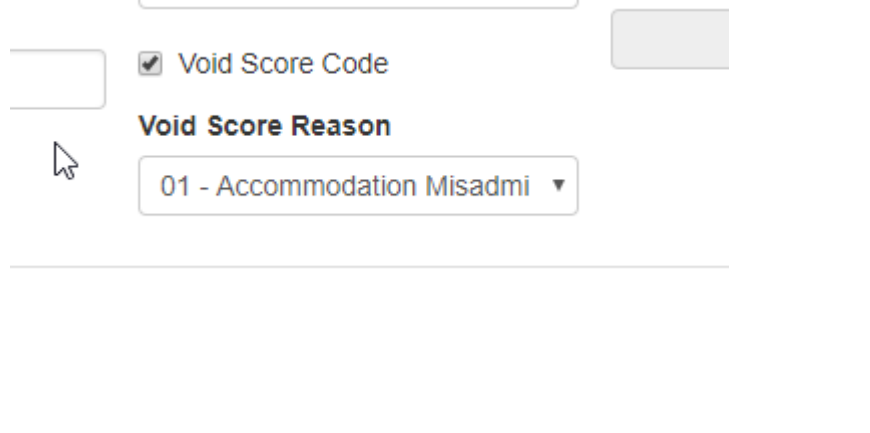 Void Score Code
Void Score Reason
01 - Accommodation Misadmi